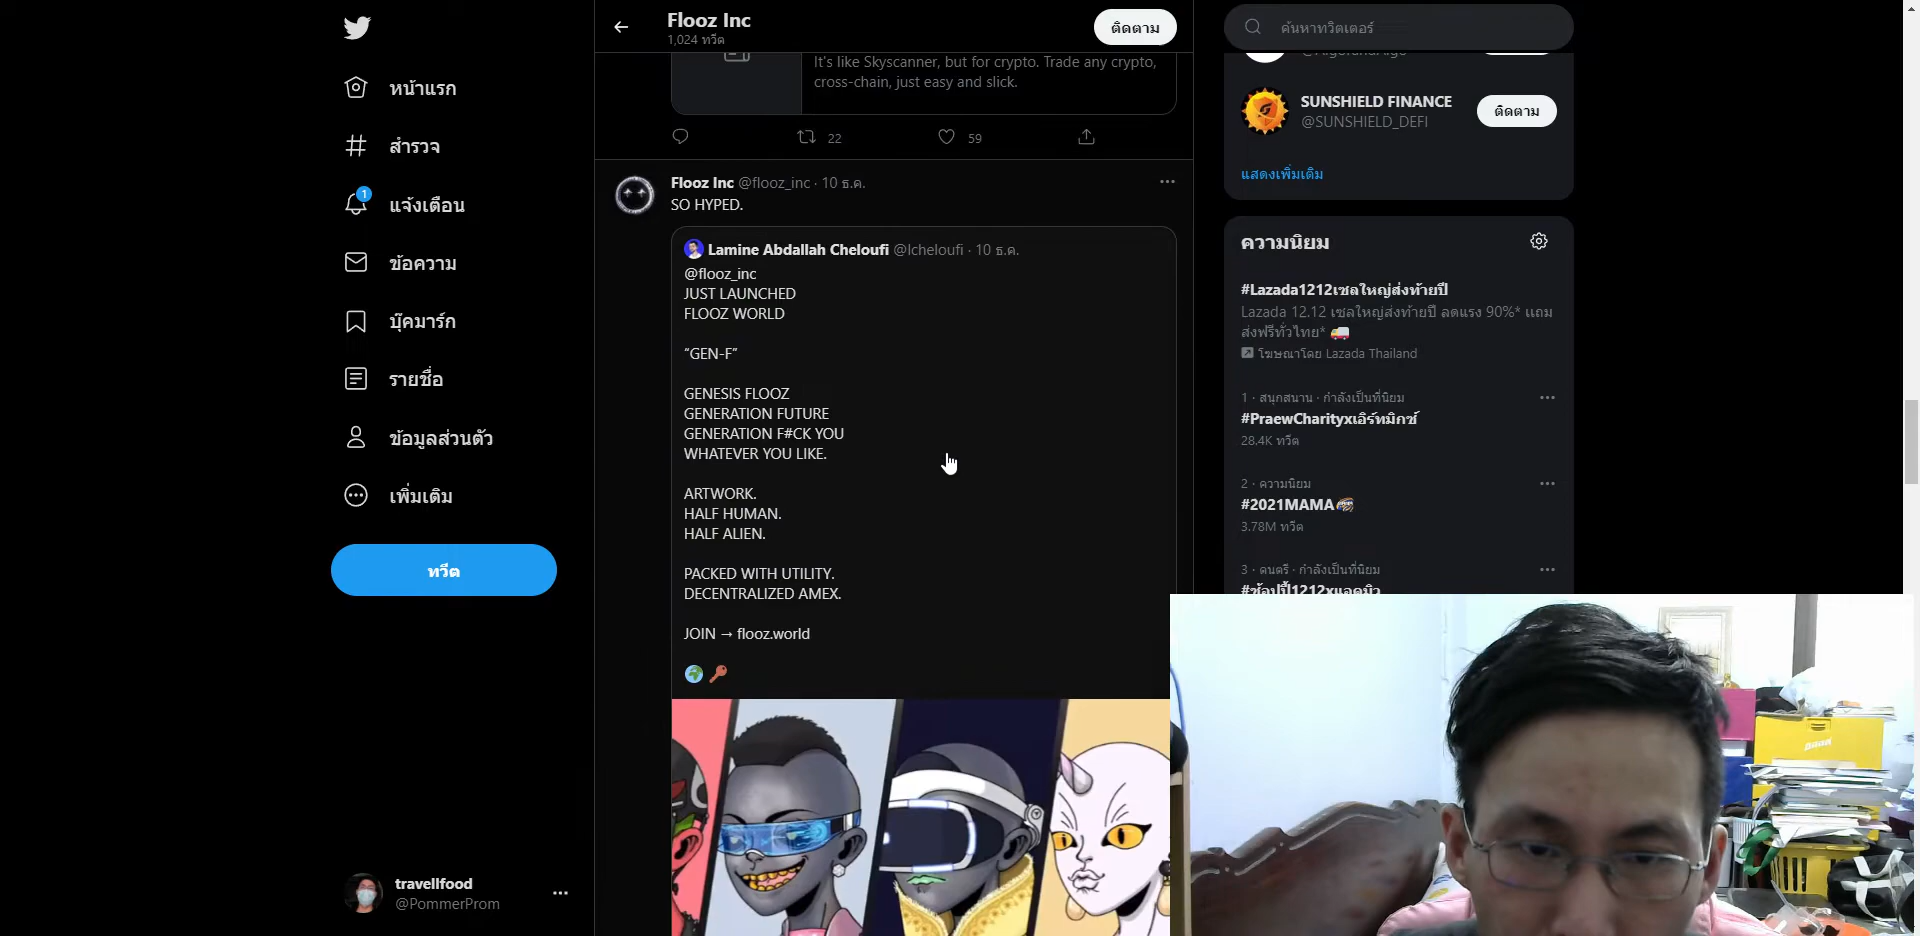 หน้าแรก
สำรวจ
1
แจ้งเตือน
ข้อความ
บุ๊คมาร์ก
รายชื่อ
ข้อมูลส่วนตัว
เพิ่มเติม
ทวีต
travellfood
@PommerProm
Flooz Inc
1,024 ทวีต
ติดตาม
It's like Skyscanner, but for crypto. Trade any crypto,
cross-chain, just easy and slick.
22
59
Flooz Inc @flooz_inc · 10 ธ.ค.
SO HYPED.
Lamine Abdallah Cheloufi @lcheloufi · 10 ธ.ค.
@flooz_inc
JUST LAUNCHED
FLOOZ WORLD
“GEN-F”
GENESIS FLOOZ
GENERATION FUTURE
GENERATION F#CK YOU
WHATEVER YOU LIKE.
ARTWORK.
HALF HUMAN.
HALF ALIEN.
PACKED WITH UTILITY.
DECENTRALIZED AMEX.
JOIN → flooz.world
ค้นหาทวิตเตอร์
SUNSHIELD FINANCE
@SUNSHIELD_DEFI
ติดตาม
แสดงเพิ่มเติม
ความนิยม
#Lazada1212เซลใหญ่ส่งท้ายปี
Lazada 12.12 เซลใหญ่ส่งท้ายปี ลดแรง 90%* แถม
ส่งฟรีทั่วไทย*
โฆษณาโดย Lazada Thailand
1 · สนุกสนาน · กำลังเป็นที่นิยม
#PraewCharityxเอิร์ทมิกซ์
28.4K ทวีต
2 · ความนิยม
#2021MAMA
3.78M ทวีต
3 · ดนตรี · กำลังเป็นที่นิยม
#ช้อปปี้1212xแอคมิว